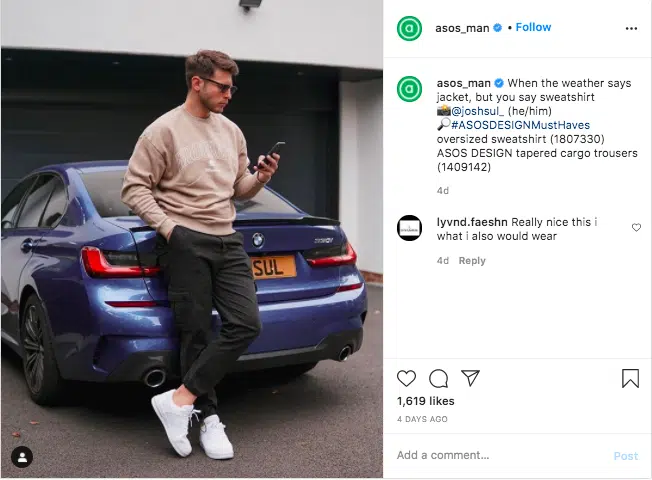 SUL
asos_man • Follow
asos_man When the weather says
jacket, but you say sweatshirt
📸@joshsul_ (he/him)
🔎#ASOSDESIGNMustHaves
oversized sweatshirt (1807330)
ASOS DESIGN tapered cargo trousers
(1409142)
4d
lyvnd.faeshn Really nice this i
what i also would wear
4d Reply
1,619 likes
4 DAYS AGO
Add a comment...
Post